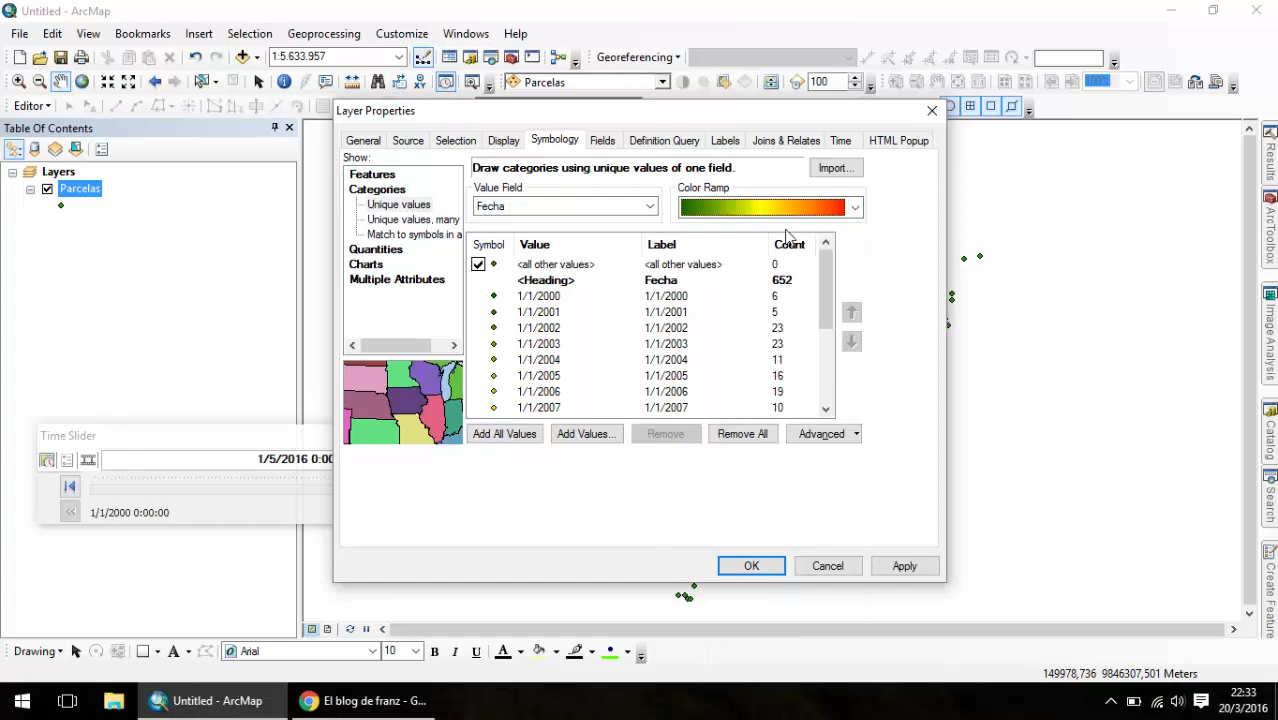 Untitled - ArcMap
File Edit View Bookmarks Insert Selection Geoprocessing Customize Windows Help
1:5.633.957 Georeferencing
Parcelas 100 100%
Editor
Table Of Contents
Layers
Parcelas
Layer Properties
General Source Selection Display Symbology Fields Definition Query Labels Joins & Relates Time HTML Popup
Show:
Features
Categories
Unique values
Unique values, many
Match to symbols in a
Quantities
Charts
Multiple Attributes
Draw categories using unique values of one field.
Import...
Value Field
Fecha
Color Ramp
Symbol Value Label Count
<all other values> <all other values> 0
<Heading> Fecha 652
1/1/2000 1/1/2000 6
1/1/2001 1/1/2001 5
1/1/2002 1/1/2002 23
1/1/2003 1/1/2003 23
1/1/2004 1/1/2004 11
1/1/2005 1/1/2005 16
1/1/2006 1/1/2006 19
1/1/2007 1/1/2007 10
Add All Values Add Values... Remove Remove All Advanced
OK Cancel Apply
Time Slider
1/5/2016 0:00
1/1/2000 0:00:00
Results
ArcToolbox
Image Analysis
Catalog
Search
Create Feature
Drawing Arial 10 B I U A
149978,736 9846307,501 Meters
Untitled - ArcMap
El blog de franz - G...
22:33
20/3/2016